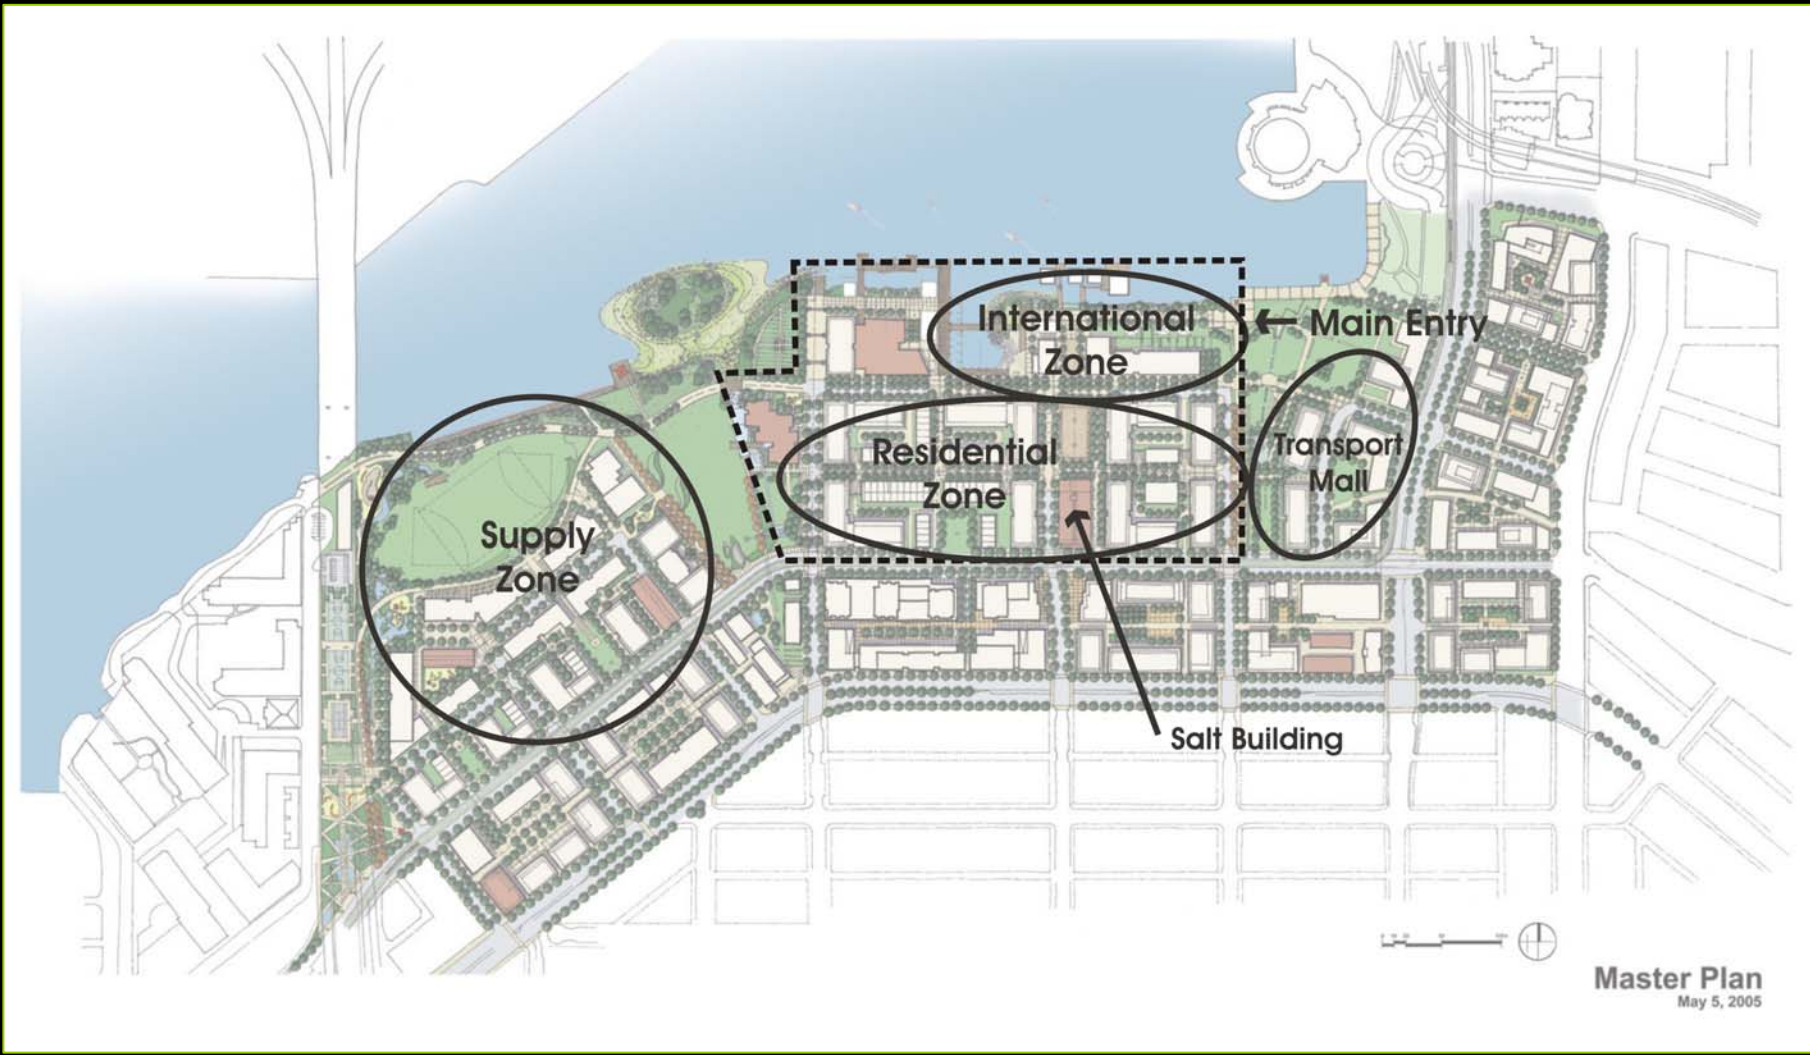 International
Zone
Main Entry
Residential
Zone
Transport
Mall
Supply
Zone
Salt Building
Master Plan
May 5, 2005